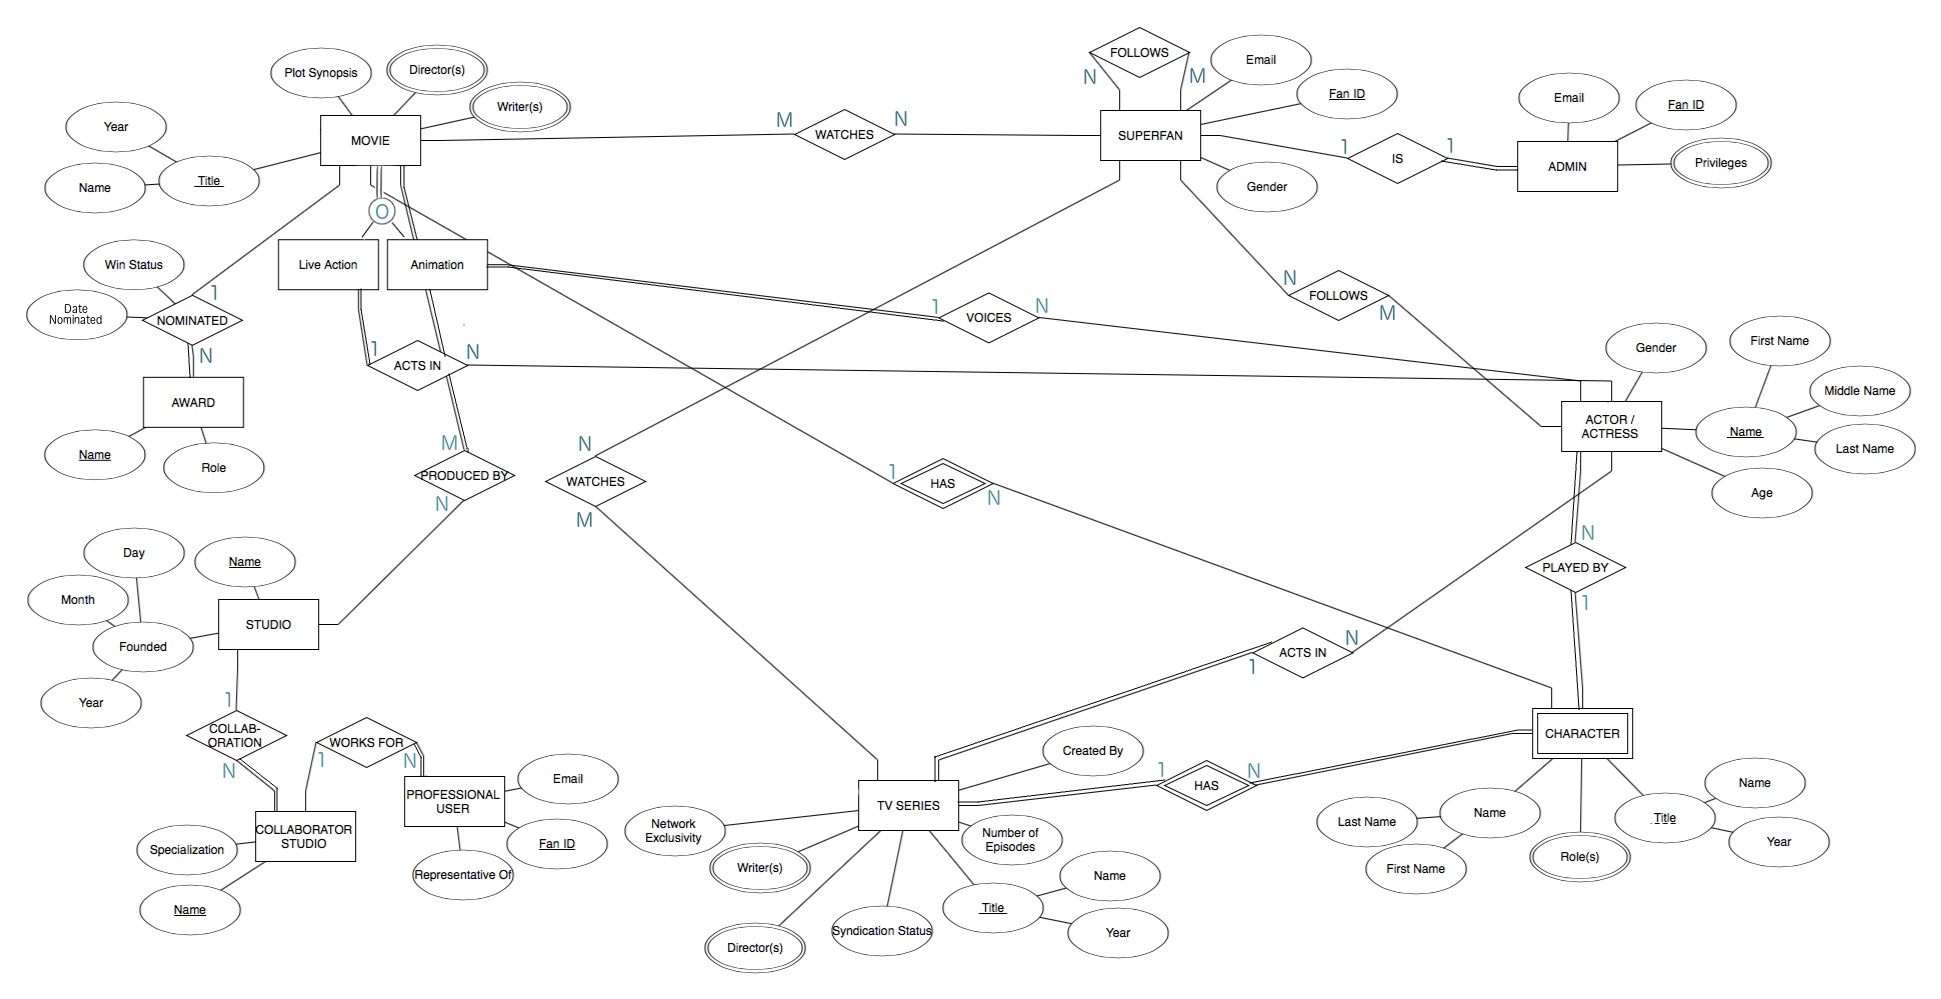 FOLLOWS
Email
Plot Synopsis
Director(s)
N
M
Fan ID
Email
Fan ID
Writer(s)
Year
MOVIE
M
WATCHES
N
SUPERFAN
1
IS
1
ADMIN
Privileges
Name
Title
Gender
O
Win Status
Live Action
Animation
Date
Nominated
1
NOMINATED
N
1
VOICES
N
N
FOLLOWS
M
Gender
First Name
1
ACTS IN
N
AWARD
Middle Name
ACTOR /
ACTRESS
Name
Last Name
Name
Role
M
PRODUCED BY
N
N
WATCHES
M
1
HAS
N
Age
N
PLAYED BY
1
Day
Name
Month
STUDIO
Founded
Year
ACTS IN
N
1
1
COLLAB-
ORATION
N
WORKS FOR
1
N
CHARACTER
Created By
Email
PROFESSIONAL
USER
TV SERIES
1
HAS
N
Name
Name
Title
Last Name
COLLABORATOR
STUDIO
Specialization
Network
Exclusivity
Number of
Episodes
Fan ID
Year
Role(s)
First Name
Writer(s)
Representative Of
Name
Name
Title
Syndication Status
Year
Director(s)